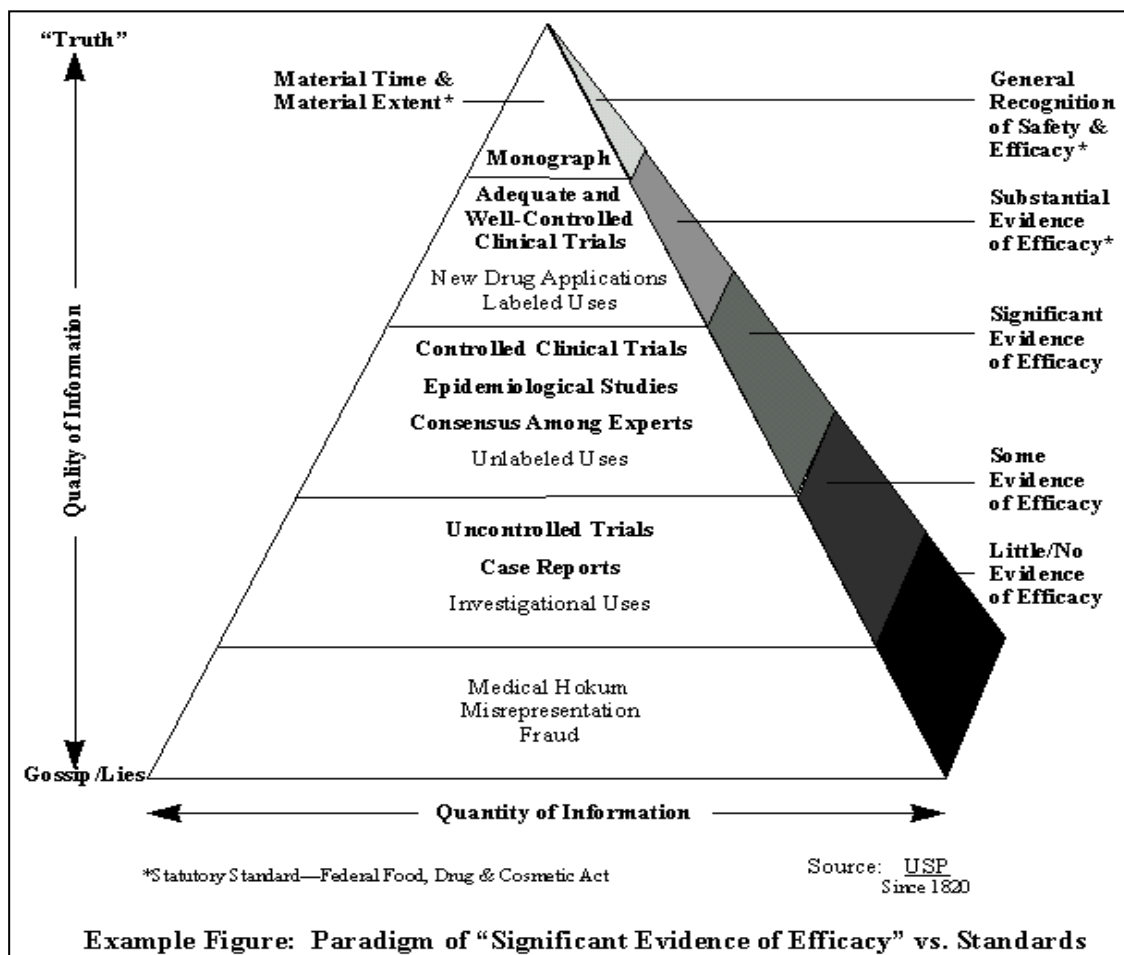 “Truth”
Material Time &
Material Extent*
General
Recognition
of Safety &
Efficacy*
Monograph
Adequate and
Well-Controlled
Clinical Trials
New Drug Applications
Labeled Uses
Substantial
Evidence
of Efficacy*
Controlled Clinical Trials
Epidemiological Studies
Consensus Among Experts
Unlabeled Uses
Significant
Evidence
of Efficacy
Uncontrolled Trials
Case Reports
Investigational Uses
Some
Evidence
of Efficacy
Little/No
Evidence
of Efficacy
Medical Hokum
Misrepresentation
Fraud
Quality of Information
Gossip/Lies
Quantity of Information
*Statutory Standard—Federal Food, Drug & Cosmetic Act
Source: USP
Since 1820
Example Figure: Paradigm of “Significant Evidence of Efficacy” vs. Standards